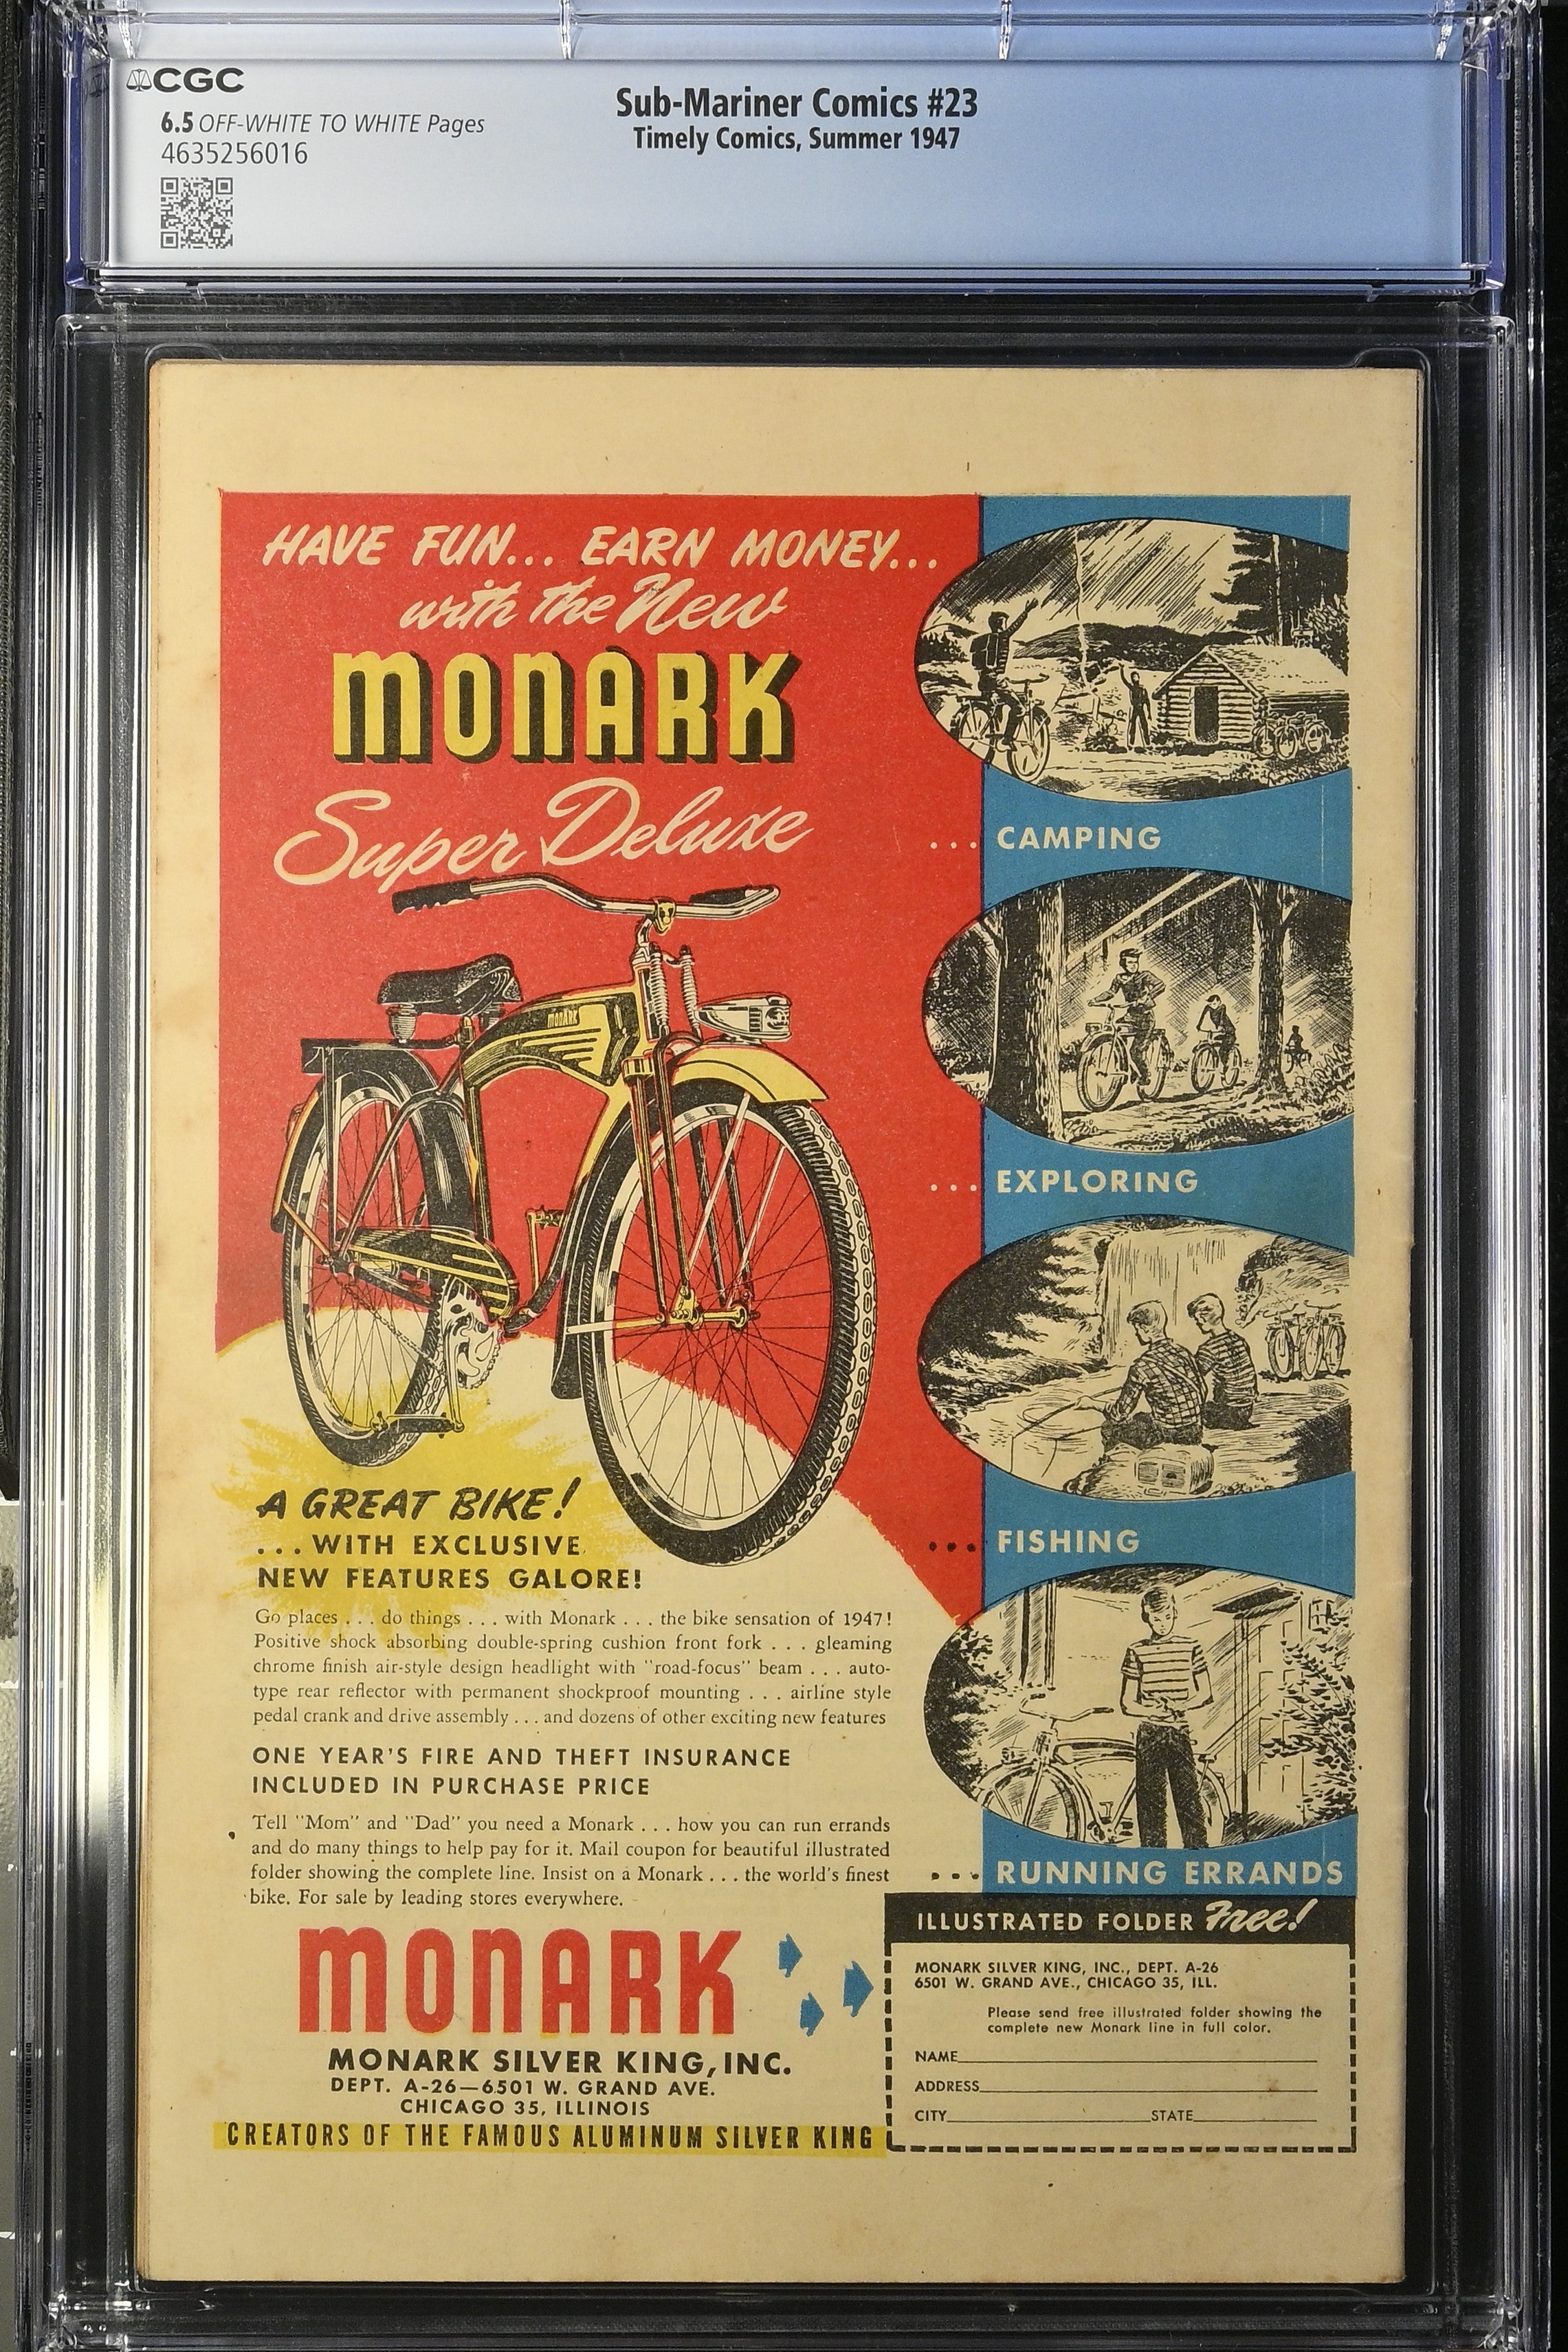 CGC
6.5 OFF-WHITE TO WHITE Pages
4635256016
Sub-Mariner Comics #23
Timely Comics, Summer 1947
HAVE FUN... EARN MONEY...
with the New
MONARK
Super Deluxe
MONARK
... CAMPING
... EXPLORING
... FISHING
... RUNNING ERRANDS
A GREAT BIKE!
...WITH EXCLUSIVE
NEW FEATURES GALORE!
Go places . . . do things . . . with Monark . . . the bike sensation of 1947!
Positive shock absorbing double-spring cushion front fork . . . gleaming
chrome finish air-style design headlight with "road-focus" beam . . . auto-
type rear reflector with permanent shockproof mounting . . . airline style
pedal crank and drive assembly . . . and dozens of other exciting new features
ONE YEAR'S FIRE AND THEFT INSURANCE
INCLUDED IN PURCHASE PRICE
Tell "Mom" and "Dad" you need a Monark . . . how you can run errands
and do many things to help pay for it. Mail coupon for beautiful illustrated
folder showing the complete line. Insist on a Monark . . . the world's finest
bike. For sale by leading stores everywhere.
MONARK
MONARK SILVER KING, INC.
DEPT. A-26—6501 W. GRAND AVE.
CHICAGO 35, ILLINOIS
CREATORS OF THE FAMOUS ALUMINUM SILVER KING
ILLUSTRATED FOLDER Free!
MONARK SILVER KING, INC., DEPT. A-26
6501 W. GRAND AVE., CHICAGO 35, ILL.
Please send free illustrated folder showing the
complete new Monark line in full color.
NAME
ADDRESS
CITY STATE